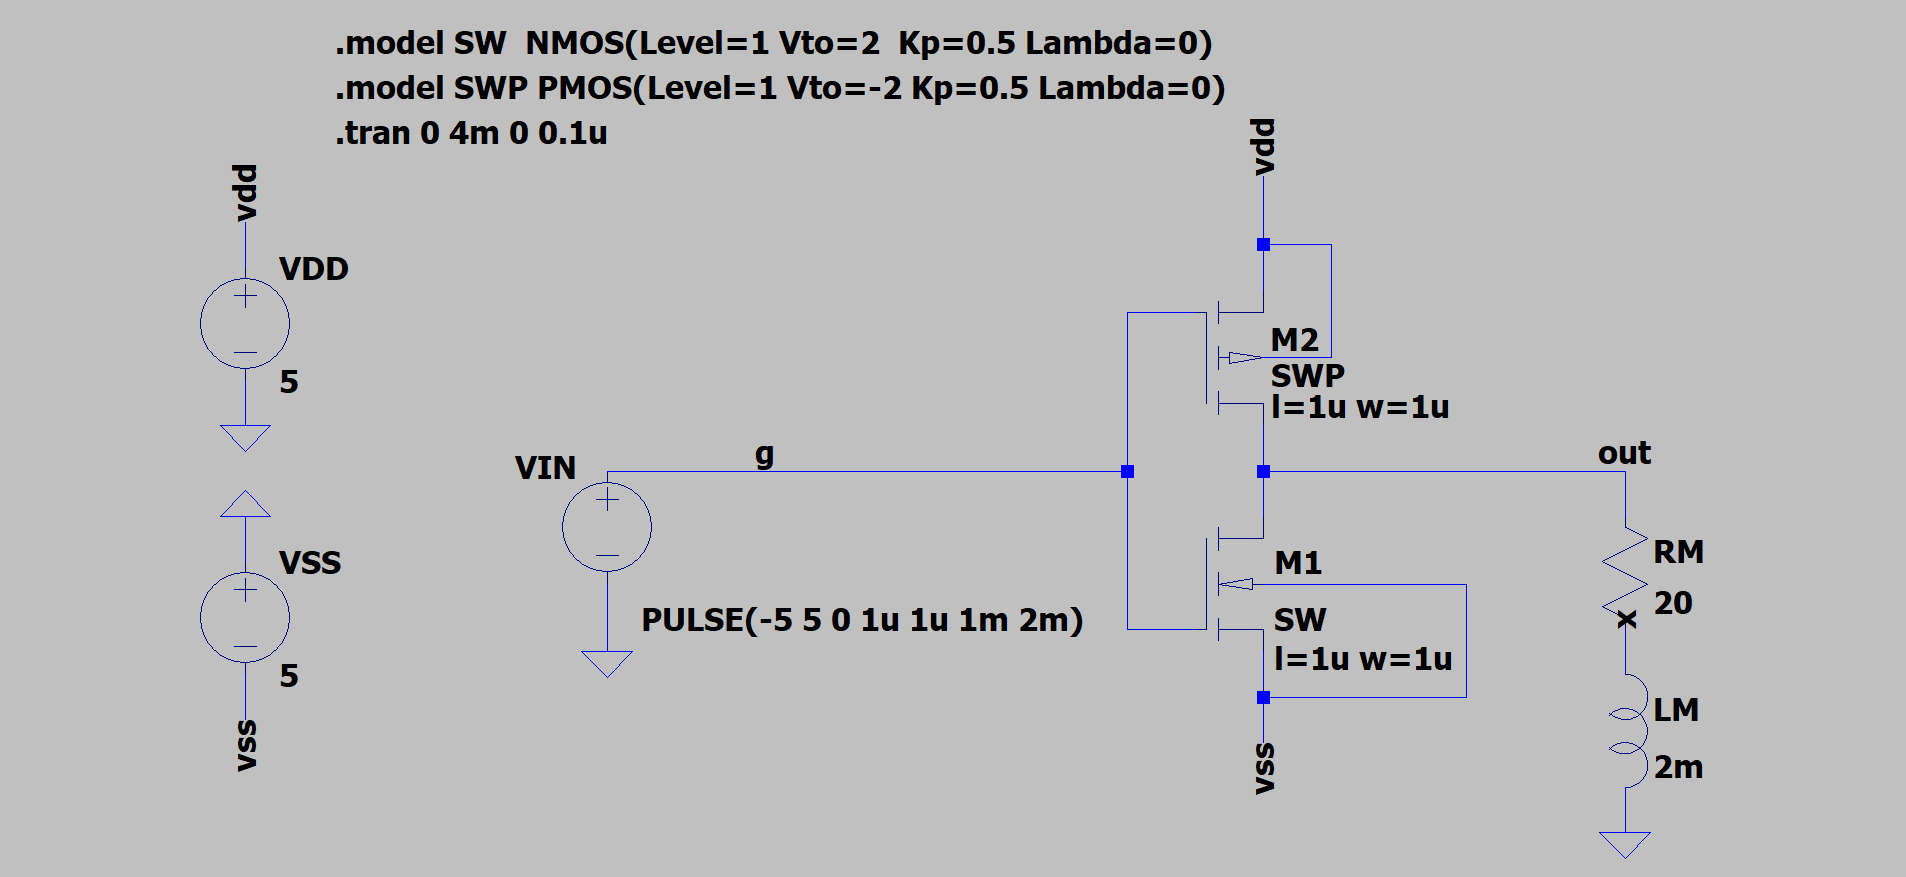 .model SW  NMOS(Level=1 Vto=2  Kp=0.5 Lambda=0)
.model SWP PMOS(Level=1 Vto=-2 Kp=0.5 Lambda=0)
.tran 0 4m 0 0.1u
vdd
VDD
5
VSS
5
vss
VIN
g
PULSE(-5 5 0 1u 1u 1m 2m)
vdd
M2
SWP
l=1u w=1u
M1
SW
l=1u w=1u
vss
out
RM
20
x
LM
2m